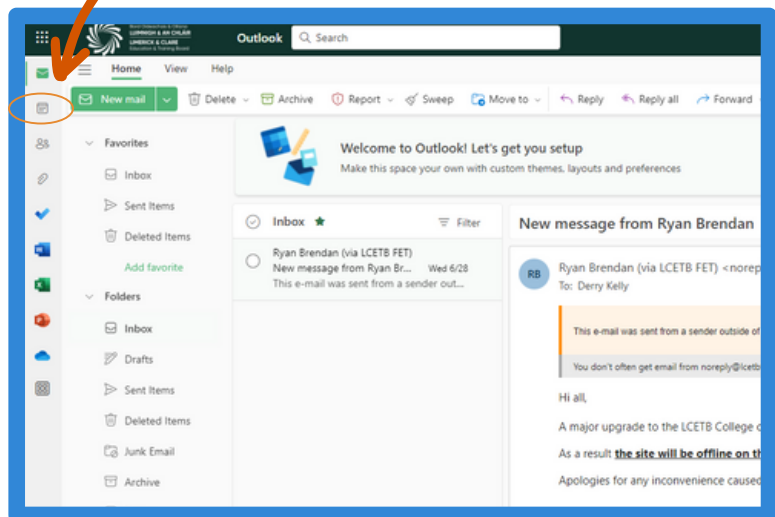 LUIMNIGH & AN CHLÁIR
LIMERICK & CLARE
Education & Training Board
Outlook
Search
Home View Help
New mail Delete Archive Report Sweep Move to Reply Reply all Forward
Favorites
Inbox
Sent Items
Deleted Items
Add favorite
Folders
Inbox
Drafts
Sent Items
Deleted Items
Junk Email
Archive
Welcome to Outlook! Let's get you setup
Make this space your own with custom themes, layouts and preferences
Inbox Filter
Ryan Brendan (via LCETB FET)
New message from Ryan Br... Wed 6/28
This e-mail was sent from a sender out...
New message from Ryan Brendan
RB
Ryan Brendan (via LCETB FET) <norep
To: Derry Kelly
This e-mail was sent from a sender outside of
You don't often get email from noreply@lcetb
Hi all,
A major upgrade to the LCETB College
As a result the site will be offline on th
Apologies for any inconvenience caused